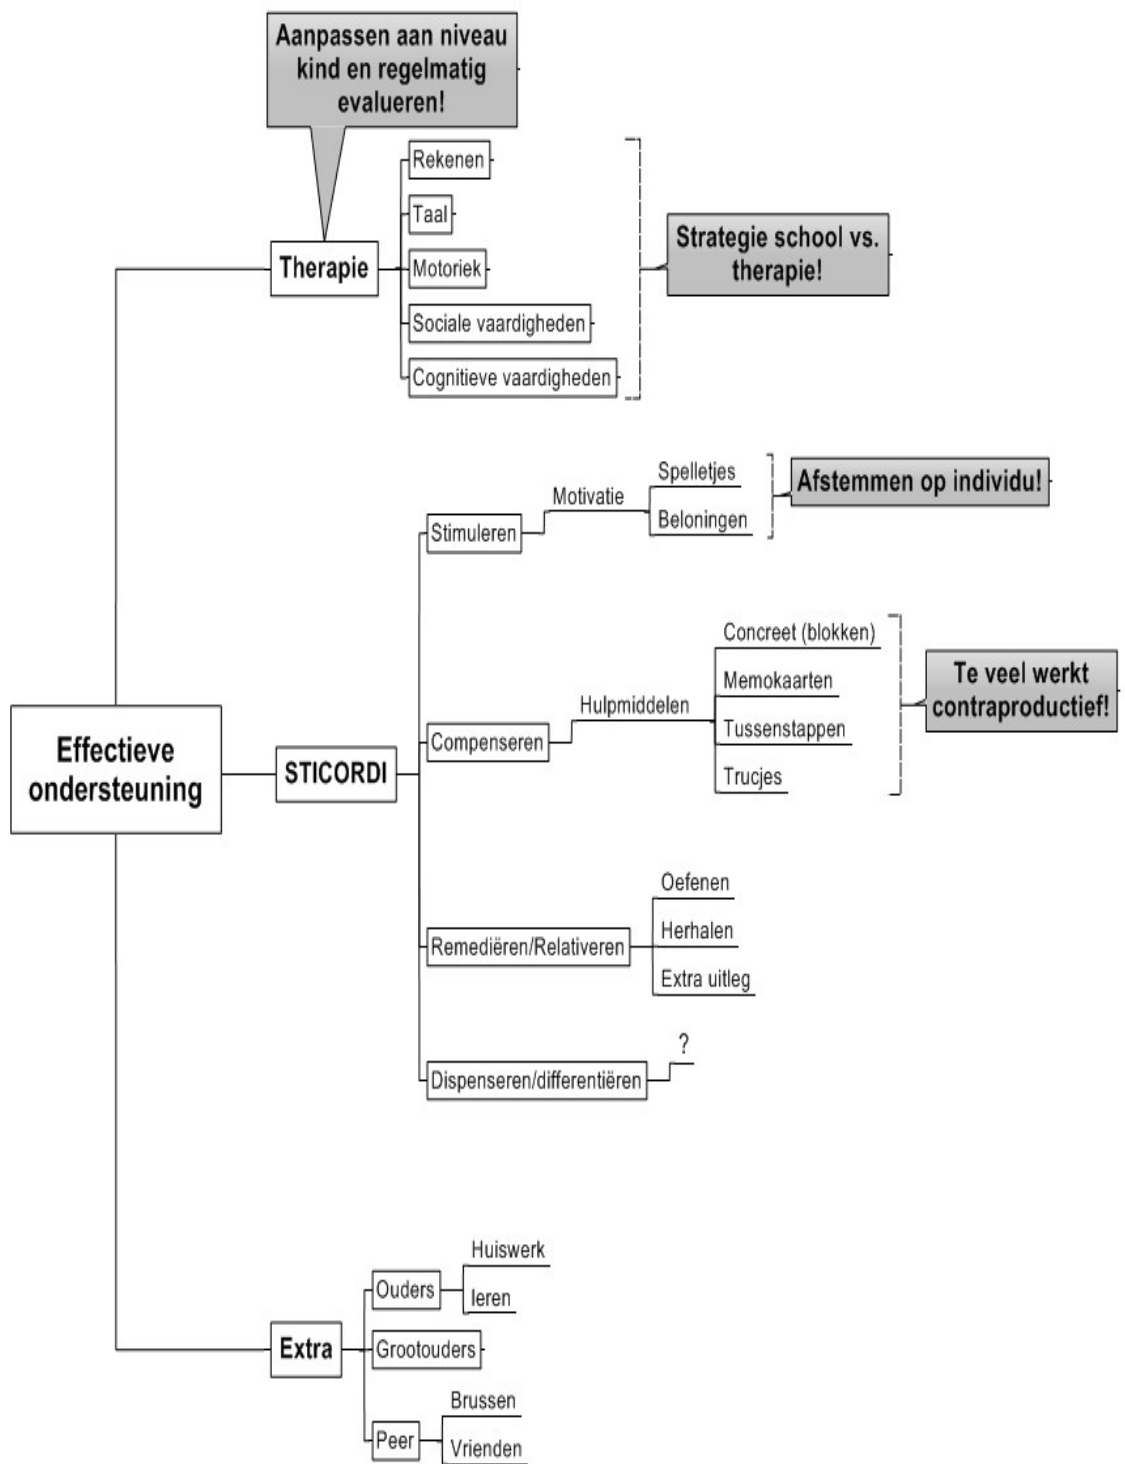 Aanpassen aan niveau
kind en regelmatig
evalueren!
Rekenen
Taal
Strategie school vs.
therapie!
Therapie
Motoriek
Sociale vaardigheden
Cognitieve vaardigheden
Spelletjes
Afstemmen op individu!
Motivatie
Beloningen
Stimuleren
Concreet (blokken)
Te veel werkt
contraproductief!
Memokaarten
Hulpmiddelen
Tussenstappen
Compenseren
Trucjes
Effectieve
ondersteuning
STICORDI
Oefenen
Herhalen
Remediëren/Relativeren
Extra uitleg
?
Dispenseren/differentiëren
Huiswerk
Ouders
leren
Extra
Grootouders
Brussen
Peer
Vrienden